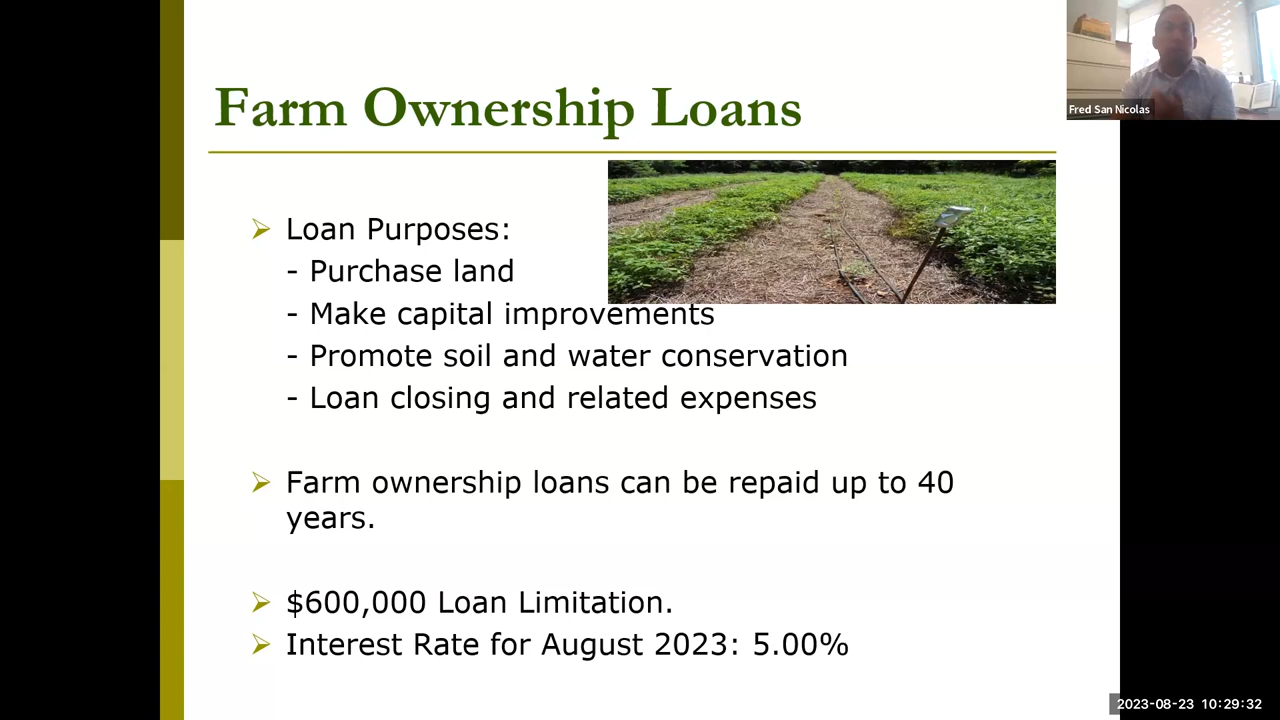 Farm Ownership Loans
Fred San Nicolas
Loan Purposes:
- Purchase land
- Make capital improvements
- Promote soil and water conservation
- Loan closing and related expenses
Farm ownership loans can be repaid up to 40
years.
$600,000 Loan Limitation.
Interest Rate for August 2023: 5.00%
2023-08-23 10:29:32